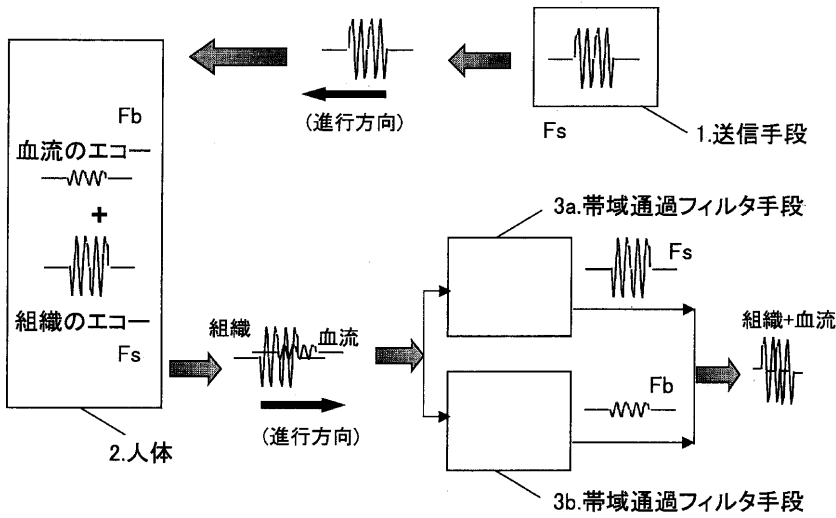 (進行方向)
Fs
1.送信手段
Fb
血流のエコー
+
組織のエコー
Fs
2.人体
組織
血流
(進行方向)
3a.帯域通過フィルタ手段
Fs
Fb
3b.帯域通過フィルタ手段
組織+血流